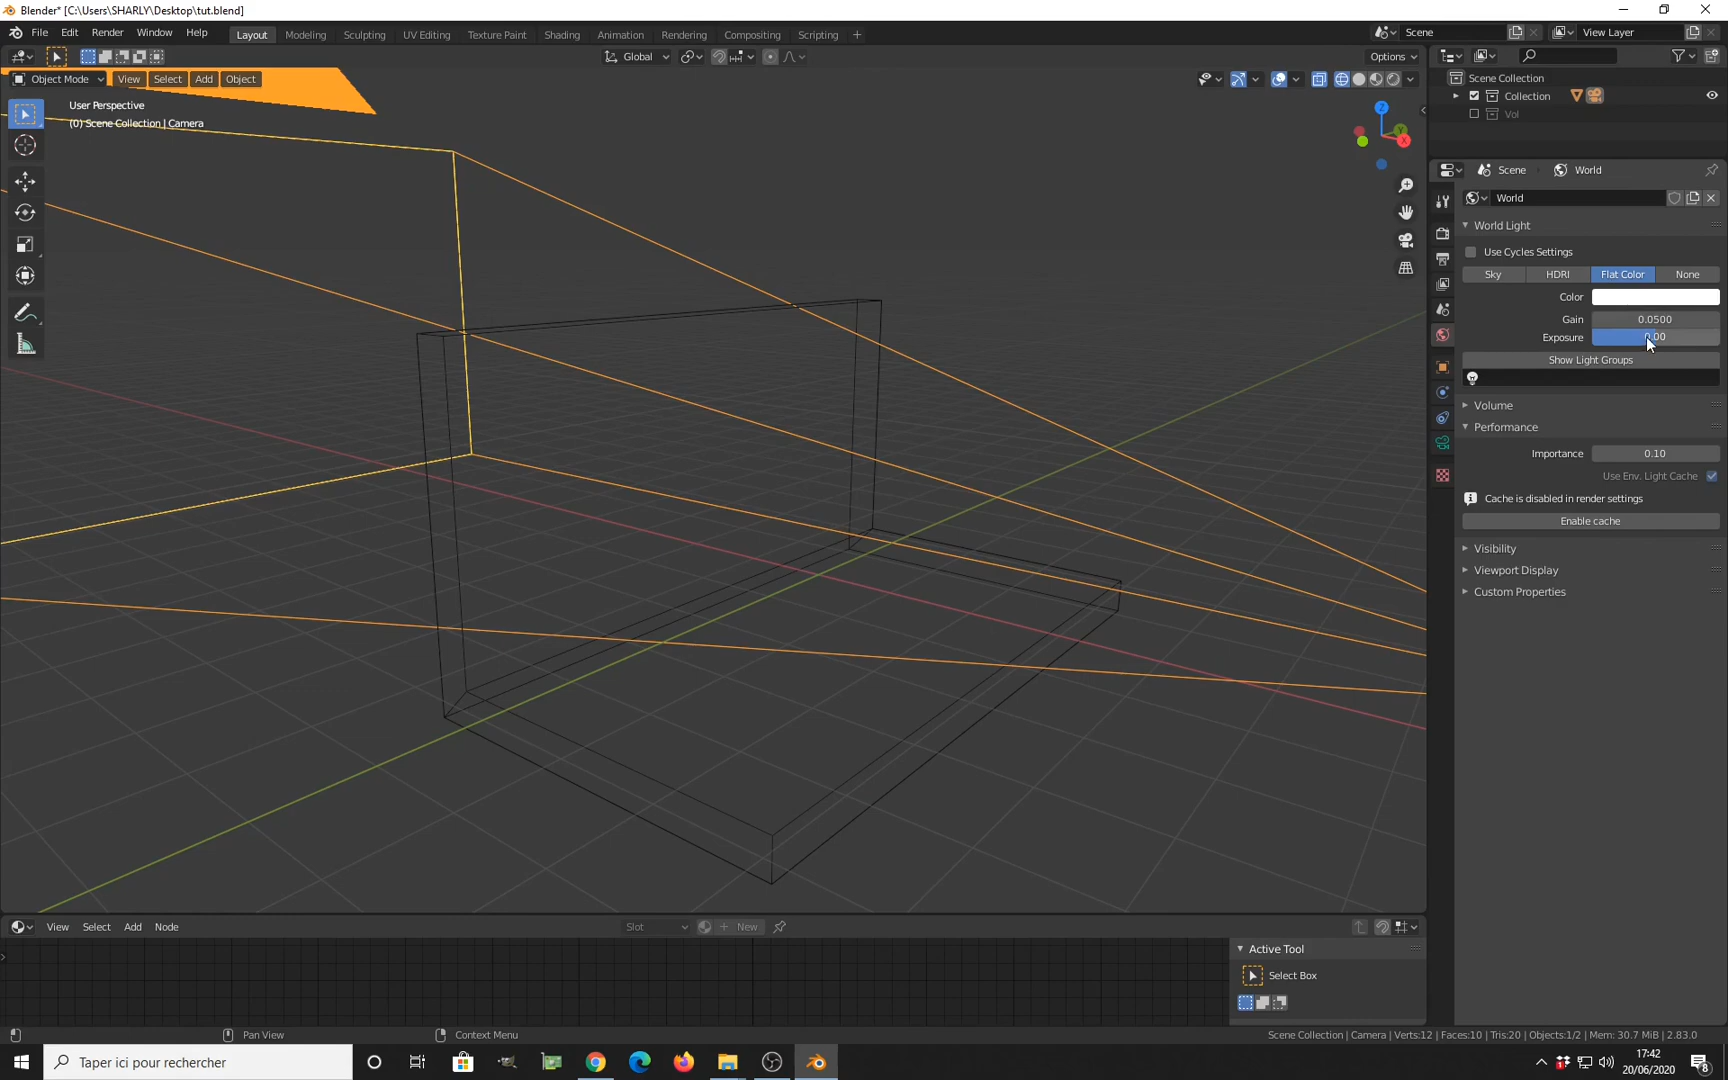 Blender* [C:\Users\SHARLY\Desktop\tut.blend]
File Edit Render Window Help
Layout Modeling Sculpting UV Editing Texture Paint Shading Animation Rendering Compositing Scripting +
Scene
View Layer
Global
Options
Object Mode View Select Add Object
User Perspective
(0) Scene Collection | Camera
Z
Y
X
Scene Collection
Collection
Vol
Scene World
World
World Light
Use Cycles Settings
Sky HDRI Flat Color None
Color
Gain 0.0500
Exposure 0.00
Show Light Groups
Volume
Performance
Importance 0.10
Use Env. Light Cache
Cache is disabled in render settings
Enable cache
Visibility
Viewport Display
Custom Properties
View Select Add Node
Slot
+ New
Active Tool
Select Box
Pan View
Context Menu
Scene Collection | Camera | Verts:12 | Faces:10 | Tris:20 | Objects:1/2 | Mem: 30.7 MiB | 2.83.0
Taper ici pour rechercher
17:42
20/06/2020
8